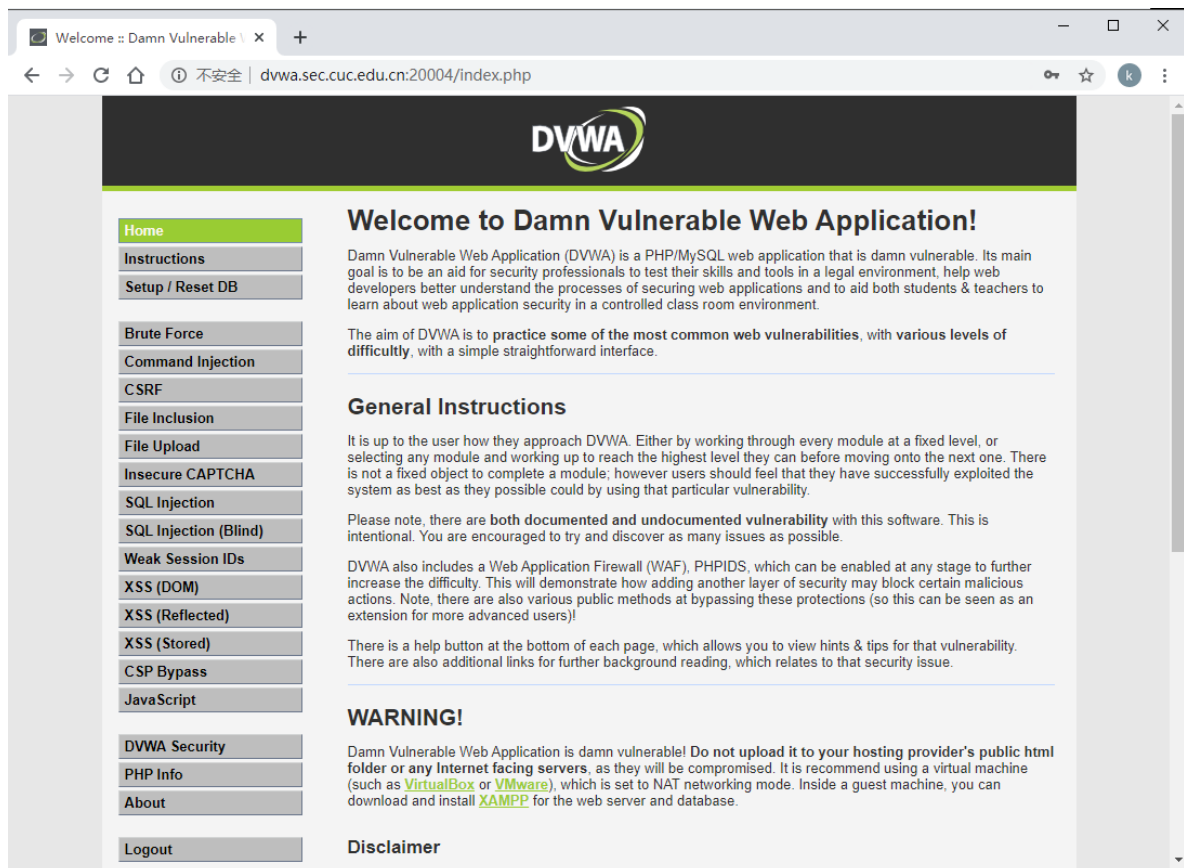 Welcome :: Damn Vulnerable
不安全 | dvwa.sec.cuc.edu.cn:20004/index.php
k
DVWA
Home
Instructions
Setup / Reset DB
Brute Force
Command Injection
CSRF
File Inclusion
File Upload
Insecure CAPTCHA
SQL Injection
SQL Injection (Blind)
Weak Session IDs
XSS (DOM)
XSS (Reflected)
XSS (Stored)
CSP Bypass
JavaScript
DVWA Security
PHP Info
About
Logout
Welcome to Damn Vulnerable Web Application!
Damn Vulnerable Web Application (DVWA) is a PHP/MySQL web application that is damn vulnerable. Its main
goal is to be an aid for security professionals to test their skills and tools in a legal environment, help web
developers better understand the processes of securing web applications and to aid both students & teachers to
learn about web application security in a controlled class room environment.
The aim of DVWA is to practice some of the most common web vulnerabilities, with various levels of
difficultly, with a simple straightforward interface.
General Instructions
It is up to the user how they approach DVWA. Either by working through every module at a fixed level, or
selecting any module and working up to reach the highest level they can before moving onto the next one. There
is not a fixed object to complete a module; however users should feel that they have successfully exploited the
system as best as they possible could by using that particular vulnerability.
Please note, there are both documented and undocumented vulnerability with this software. This is
intentional. You are encouraged to try and discover as many issues as possible.
DVWA also includes a Web Application Firewall (WAF), PHPIDS, which can be enabled at any stage to further
increase the difficulty. This will demonstrate how adding another layer of security may block certain malicious
actions. Note, there are also various public methods at bypassing these protections (so this can be seen as an
extension for more advanced users)!
There is a help button at the bottom of each page, which allows you to view hints & tips for that vulnerability.
There are also additional links for further background reading, which relates to that security issue.
WARNING!
Damn Vulnerable Web Application is damn vulnerable! Do not upload it to your hosting provider's public html
folder or any Internet facing servers, as they will be compromised. It is recommend using a virtual machine
(such as VirtualBox or VMware), which is set to NAT networking mode. Inside a guest machine, you can
download and install XAMPP for the web server and database.
Disclaimer